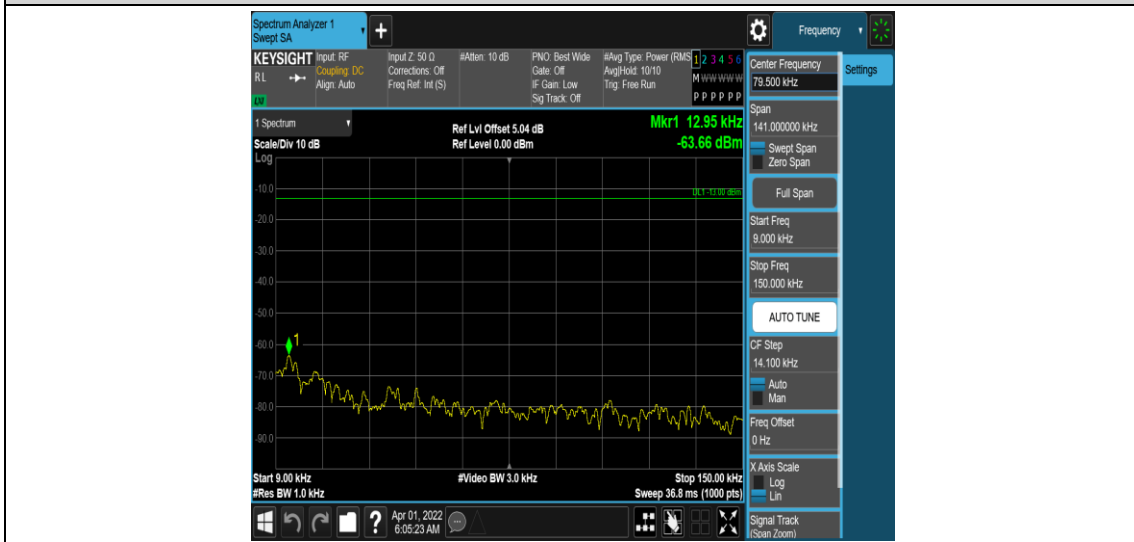 Spectrum Analyzer 1
Swept SA
+
Frequency
KEYSIGHT
RL
LXI
Input: RF
Coupling: DC
Align: Auto
Input Z: 50 Ω
Corrections: Off
Freq Ref: Int (S)
#Atten: 10 dB
PNO: Best Wide
Gate: Off
IF Gain: Low
Sig Track: Off
#Avg Type: Power (RMS
Avg|Hold: 10/10
Trig: Free Run
1 2 3 4 5 6
M W W W W W
P P P P P P
Center Frequency
79.500 kHz
Settings
Span
141.000000 kHz
Swept Span
Zero Span
Full Span
Start Freq
9.000 kHz
Stop Freq
150.000 kHz
AUTO TUNE
CF Step
14.100 kHz
Auto
Man
Freq Offset
0 Hz
X Axis Scale
Log
Lin
Signal Track
(Span Zoom)
1 Spectrum
Scale/Div 10 dB
Ref Lvl Offset 5.04 dB
Ref Level 0.00 dBm
Mkr1 12.95 kHz
-63.66 dBm
Log
DL1 -13.00 dBm
-10.0
-20.0
-30.0
-40.0
-50.0
-60.0
1
-70.0
-80.0
-90.0
Start 9.00 kHz
#Video BW 3.0 kHz
Stop 150.00 kHz
#Res BW 1.0 kHz
Sweep 36.8 ms (1000 pts)
?
Apr 01, 2022
6:05:23 AM